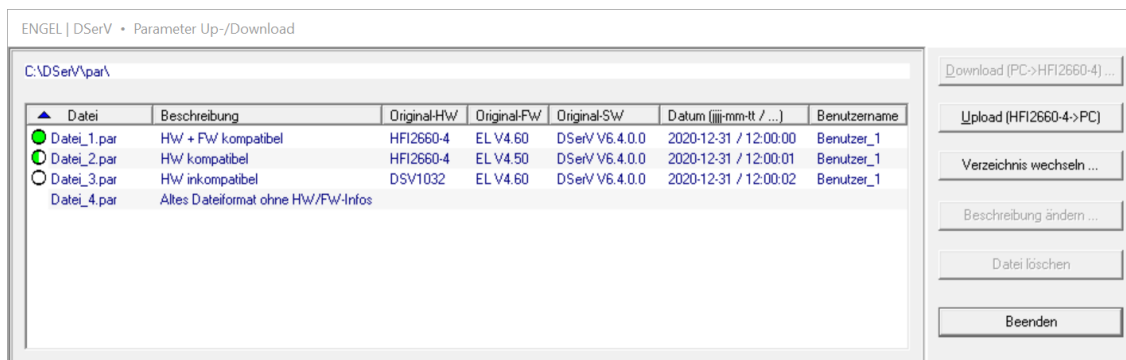 ENGEL | DSerV • Parameter Up-/Download
C:\DSerV\par\
Datei Beschreibung Original-HW Original-FW Original-SW Datum (jjjj-mm-tt / ...) Benutzername
Datei_1.par HW + FW kompatibel HFI2660-4 EL V4.60 DSerV V6.4.0.0 2020-12-31 / 12:00:00 Benutzer_1
Datei_2.par HW kompatibel HFI2660-4 EL V4.50 DSerV V6.4.0.0 2020-12-31 / 12:00:01 Benutzer_1
Datei_3.par HW inkompatibel DSV1032 EL V4.60 DSerV V6.4.0.0 2020-12-31 / 12:00:02 Benutzer_1
Datei_4.par Altes Dateiformat ohne HW/FW-Infos
Download (PC->HFI2660-4) ...
Upload (HFI2660-4->PC)
Verzeichnis wechseln ...
Beschreibung ändern ...
Datei löschen
Beenden